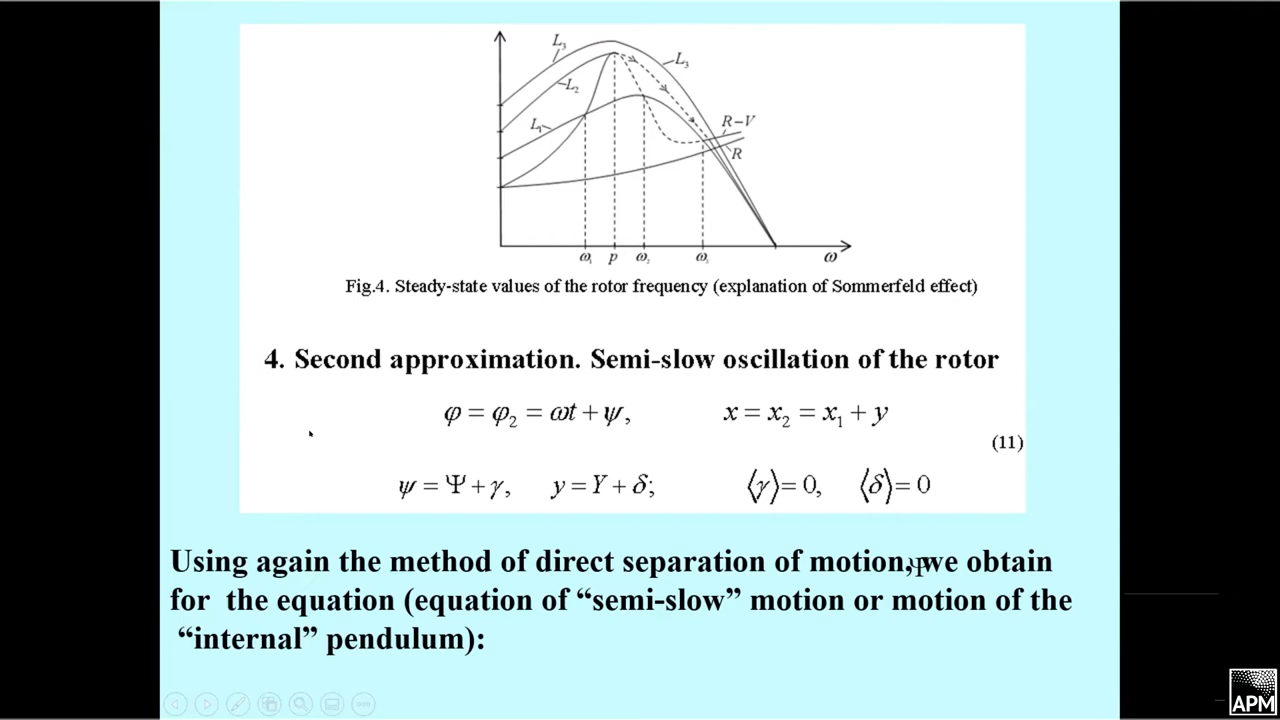 L₃
L₃
L₂
L₁
R−V
R
ω₁ p ω₂ ω₃ ω
Fig.4. Steady-state values of the rotor frequency (explanation of Sommerfeld effect)
4. Second approximation. Semi-slow oscillation of the rotor
φ = φ₂ = ωt + ψ, x = x₂ = x₁ + y
(11)
ψ = Ψ + γ, y = Y + δ; ⟨γ⟩ = 0, ⟨δ⟩ = 0
Using again the method of direct separation of motion, we obtain
for the equation (equation of “semi-slow” motion or motion of the
“internal” pendulum):
APM